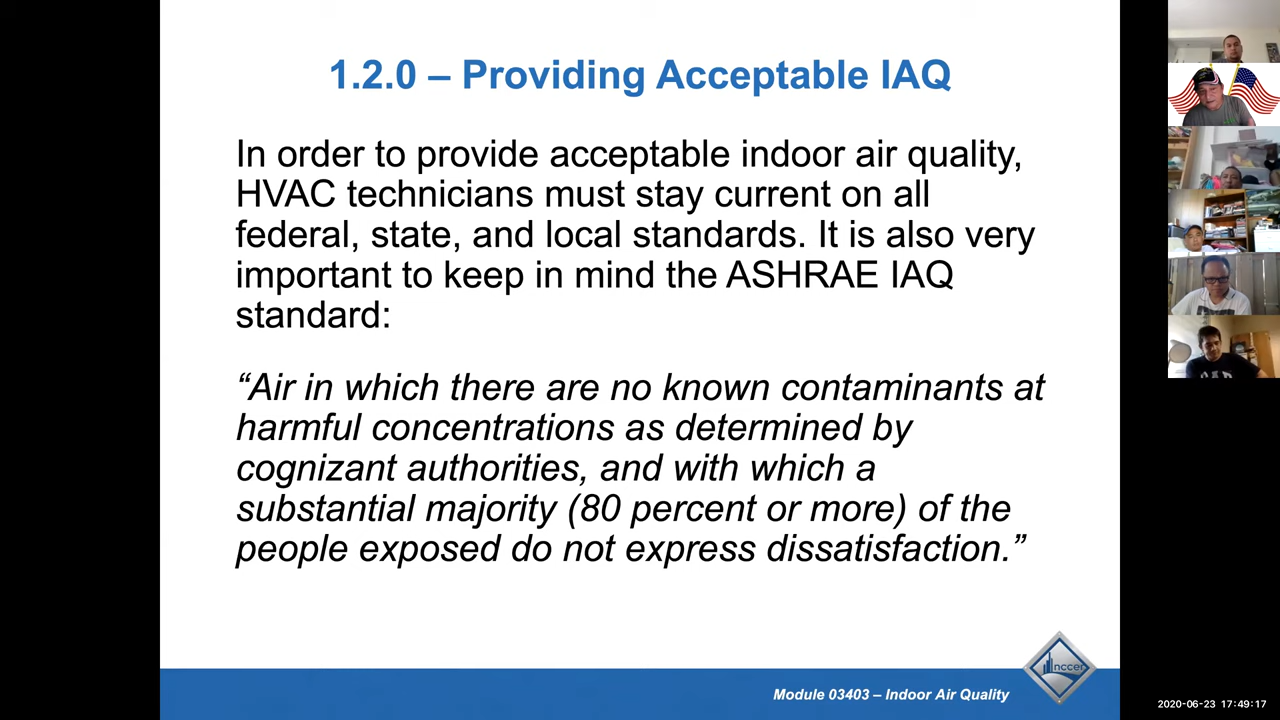 1.2.0 – Providing Acceptable IAQ
In order to provide acceptable indoor air quality,
HVAC technicians must stay current on all
federal, state, and local standards. It is also very
important to keep in mind the ASHRAE IAQ
standard:
“Air in which there are no known contaminants at
harmful concentrations as determined by
cognizant authorities, and with which a
substantial majority (80 percent or more) of the
people exposed do not express dissatisfaction.”
nccer
Module 03403 – Indoor Air Quality
2020-06-23 17:49:17